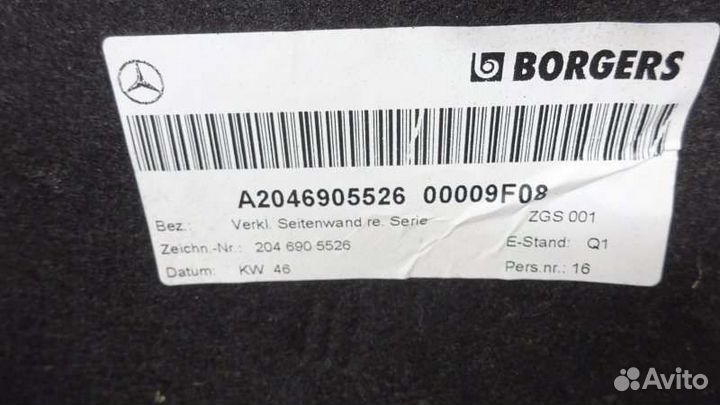 BORGERS
A2046905526 00009F08
Bez.: Verkl. Seitenwand re. Serie ZGS 001
Zeichn.-Nr.: 204 690 5526 E-Stand: Q1
Datum: KW 46 Pers.nr.: 16
Avito